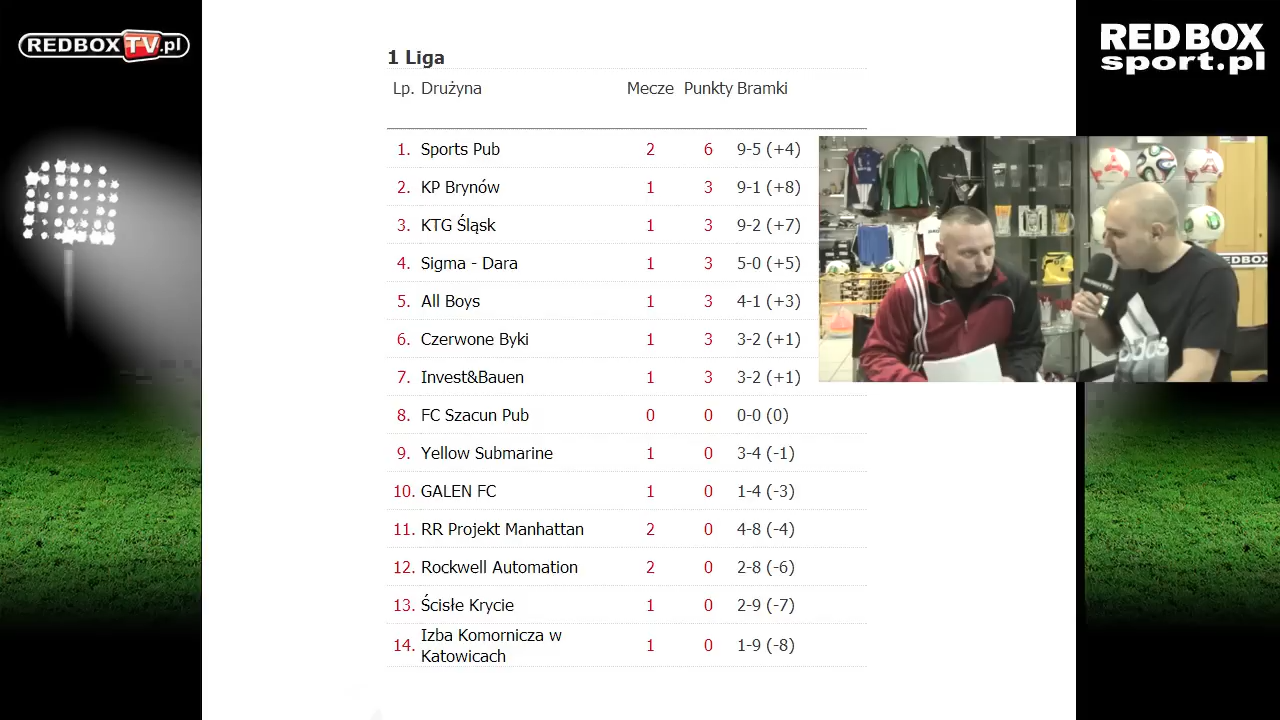 REDBOXTV.pl
RED BOX
sport.pl
1 Liga
Lp. Drużyna Mecze Punkty Bramki
1. Sports Pub 2 6 9-5 (+4)
2. KP Brynów 1 3 9-1 (+8)
3. KTG Śląsk 1 3 9-2 (+7)
4. Sigma - Dara 1 3 5-0 (+5)
5. All Boys 1 3 4-1 (+3)
6. Czerwone Byki 1 3 3-2 (+1)
7. Invest&Bauen 1 3 3-2 (+1)
8. FC Szacun Pub 0 0 0-0 (0)
9. Yellow Submarine 1 0 3-4 (-1)
10. GALEN FC 1 0 1-4 (-3)
11. RR Projekt Manhattan 2 0 4-8 (-4)
12. Rockwell Automation 2 0 2-8 (-6)
13. Ścisłe Krycie 1 0 2-9 (-7)
14. Izba Komornicza w
Katowicach 1 0 1-9 (-8)
EDBOX
adidas